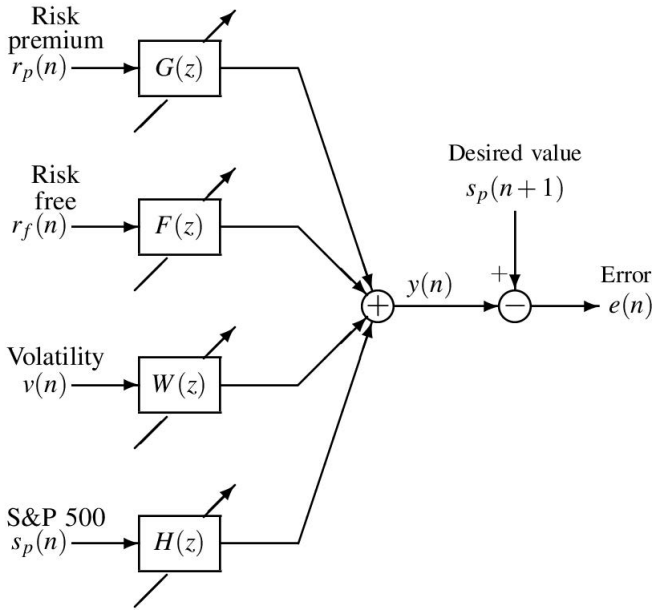 Risk
premium
r_p(n)
G(z)
Risk
free
r_f(n)
F(z)
Volatility
v(n)
W(z)
S&P 500
s_p(n)
H(z)
+
y(n)
Desired value
s_p(n+1)
+
−
Error
e(n)